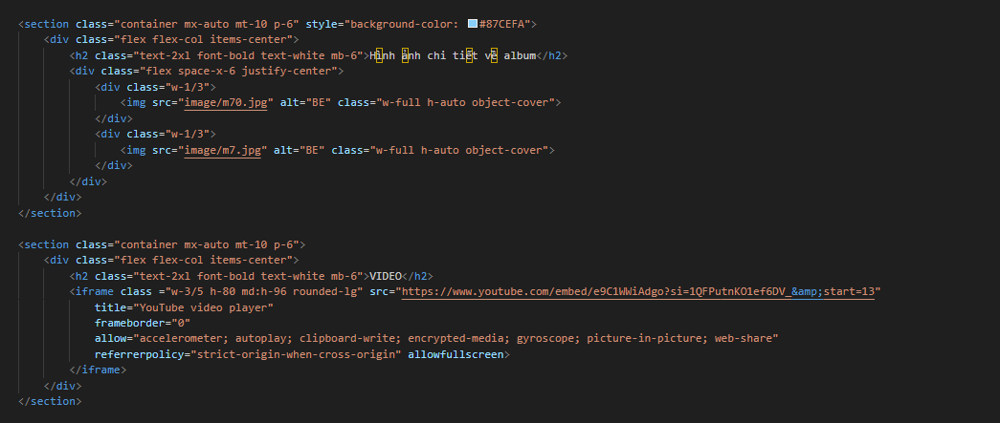 <section class="container mx-auto mt-10 p-6" style="background-color: #87CEFA">
<div class="flex flex-col items-center">
<h2 class="text-2xl font-bold text-white mb-6">Hình ảnh chi tiết về album</h2>
<div class="flex space-x-6 justify-center">
<div class="w-1/3">
<img src="image/m70.jpg" alt="BE" class="w-full h-auto object-cover">
</div>
<div class="w-1/3">
<img src="image/m7.jpg" alt="BE" class="w-full h-auto object-cover">
</div>
</div>
</div>
</section>
<section class="container mx-auto mt-10 p-6">
<div class="flex flex-col items-center">
<h2 class="text-2xl font-bold text-white mb-6">VIDEO</h2>
<iframe class ="w-3/5 h-80 md:h-96 rounded-lg" src="https://www.youtube.com/embed/e9C1WWiAdgo?si=1QFPutnKO1ef6DV_&amp;start=13"
title="YouTube video player"
frameborder="0"
allow="accelerometer; autoplay; clipboard-write; encrypted-media; gyroscope; picture-in-picture; web-share"
referrerpolicy="strict-origin-when-cross-origin" allowfullscreen>
</iframe>
</div>
</section>